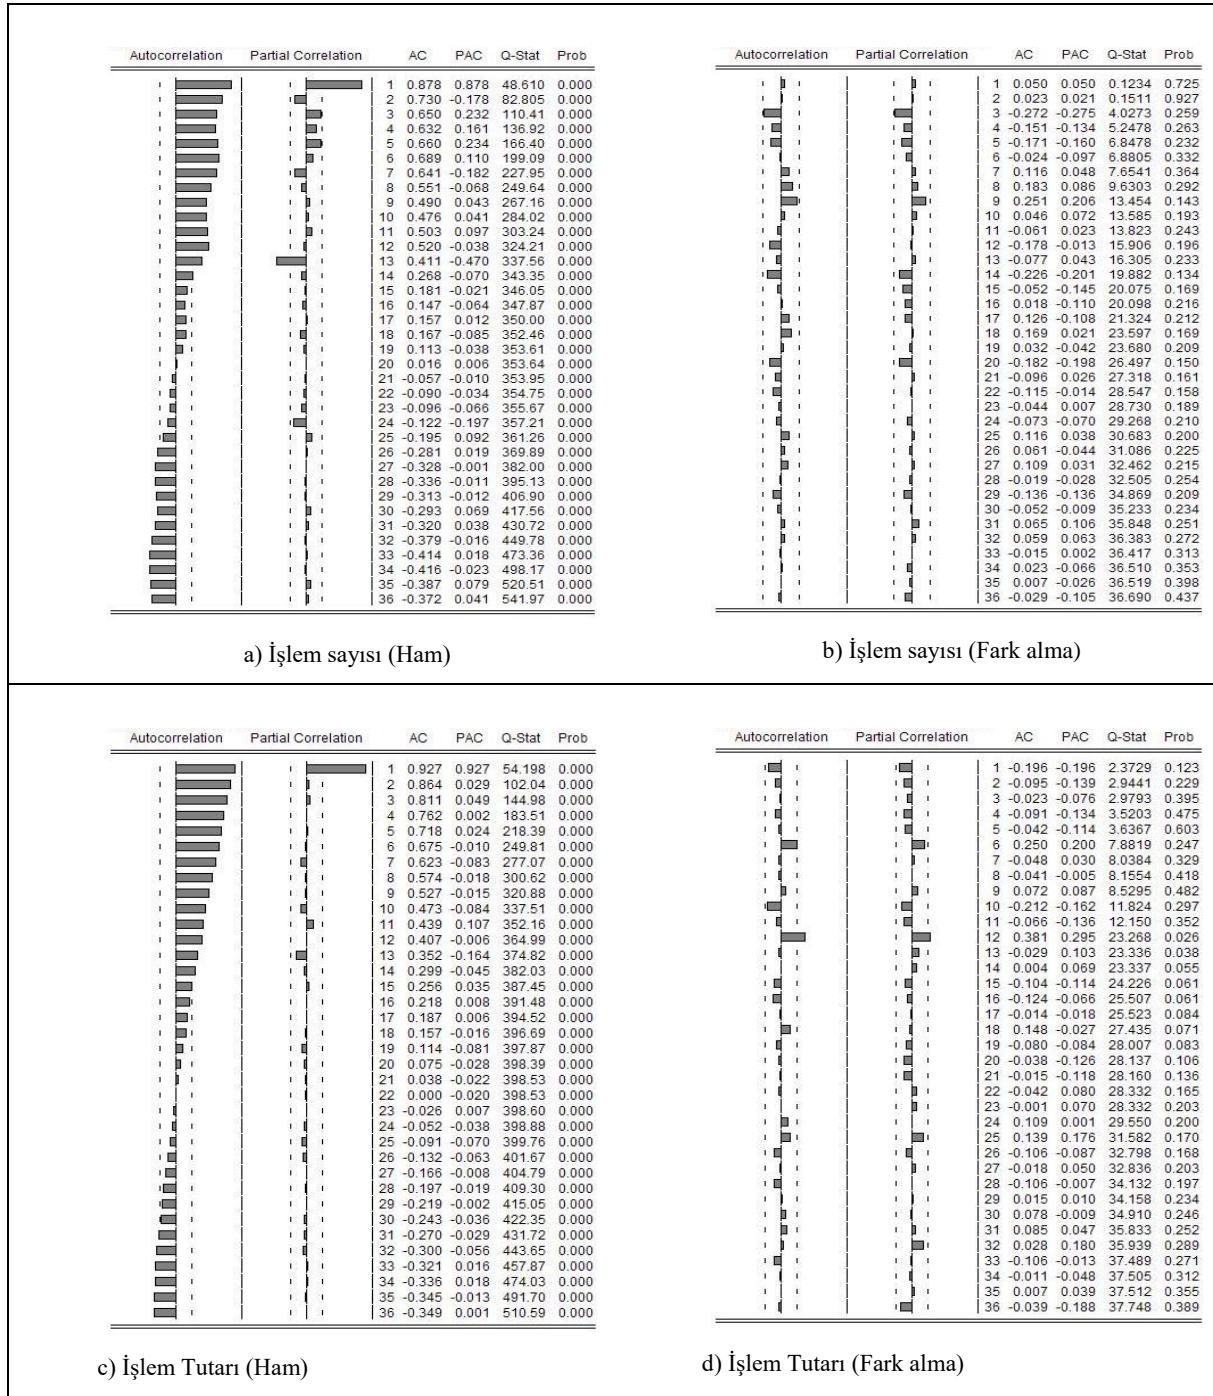 Autocorrelation Partial Correlation AC PAC Q-Stat Prob
1 0.878 0.878 48.610 0.000
2 0.730 -0.178 82.805 0.000
3 0.650 0.232 110.41 0.000
4 0.632 0.161 136.92 0.000
5 0.660 0.234 166.40 0.000
6 0.689 0.110 199.09 0.000
7 0.641 -0.182 227.95 0.000
8 0.551 -0.068 249.64 0.000
9 0.490 0.043 267.16 0.000
10 0.476 0.041 284.02 0.000
11 0.503 0.097 303.24 0.000
12 0.520 -0.038 324.21 0.000
13 0.411 -0.470 337.56 0.000
14 0.268 -0.070 343.35 0.000
15 0.181 -0.021 346.05 0.000
16 0.147 -0.064 347.87 0.000
17 0.157 0.012 350.00 0.000
18 0.167 -0.085 352.46 0.000
19 0.113 -0.038 353.61 0.000
20 0.016 0.006 353.64 0.000
21 -0.057 -0.010 353.95 0.000
22 -0.090 -0.034 354.75 0.000
23 -0.096 -0.066 355.67 0.000
24 -0.122 -0.197 357.21 0.000
25 -0.195 0.092 361.26 0.000
26 -0.281 0.019 369.89 0.000
27 -0.328 -0.001 382.00 0.000
28 -0.336 -0.011 395.13 0.000
29 -0.313 -0.012 406.90 0.000
30 -0.293 0.069 417.56 0.000
31 -0.320 0.038 430.72 0.000
32 -0.379 -0.016 449.78 0.000
33 -0.414 0.018 473.36 0.000
34 -0.416 -0.023 498.17 0.000
35 -0.387 0.079 520.51 0.000
36 -0.372 0.041 541.97 0.000
a) İşlem sayısı (Ham)
Autocorrelation Partial Correlation AC PAC Q-Stat Prob
1 0.050 0.050 0.1234 0.725
2 0.023 0.021 0.1511 0.927
3 -0.272 -0.275 4.0273 0.259
4 -0.151 -0.134 5.2478 0.263
5 -0.171 -0.160 6.8478 0.232
6 -0.024 -0.097 6.8805 0.332
7 0.116 0.048 7.6541 0.364
8 0.183 0.086 9.6303 0.292
9 0.251 0.206 13.454 0.143
10 0.046 0.072 13.585 0.193
11 -0.061 0.023 13.823 0.243
12 -0.178 -0.013 15.906 0.196
13 -0.077 0.043 16.305 0.233
14 -0.226 -0.201 19.882 0.134
15 -0.052 -0.145 20.075 0.169
16 0.018 -0.110 20.098 0.216
17 0.126 -0.108 21.324 0.212
18 0.169 0.021 23.597 0.169
19 0.032 -0.042 23.680 0.209
20 -0.182 -0.198 26.497 0.150
21 -0.096 0.026 27.318 0.161
22 -0.115 -0.014 28.547 0.158
23 -0.044 0.007 28.730 0.189
24 -0.073 -0.070 29.268 0.210
25 0.116 0.038 30.683 0.200
26 0.061 -0.044 31.086 0.225
27 0.109 0.031 32.462 0.215
28 -0.019 -0.028 32.505 0.254
29 -0.136 -0.136 34.869 0.209
30 -0.052 -0.009 35.233 0.234
31 0.065 0.106 35.848 0.251
32 0.059 0.063 36.383 0.272
33 -0.015 0.002 36.417 0.313
34 0.023 -0.066 36.510 0.353
35 0.007 -0.026 36.519 0.398
36 -0.029 -0.105 36.690 0.437
b) İşlem sayısı (Fark alma)
Autocorrelation Partial Correlation AC PAC Q-Stat Prob
1 0.927 0.927 54.198 0.000
2 0.864 0.029 102.04 0.000
3 0.811 0.049 144.98 0.000
4 0.762 0.002 183.51 0.000
5 0.718 0.024 218.39 0.000
6 0.675 -0.010 249.81 0.000
7 0.623 -0.083 277.07 0.000
8 0.574 -0.018 300.62 0.000
9 0.527 -0.015 320.88 0.000
10 0.473 -0.084 337.51 0.000
11 0.439 0.107 352.16 0.000
12 0.407 -0.006 364.99 0.000
13 0.352 -0.164 374.82 0.000
14 0.299 -0.045 382.03 0.000
15 0.256 0.035 387.45 0.000
16 0.218 0.008 391.48 0.000
17 0.187 0.006 394.52 0.000
18 0.157 -0.016 396.69 0.000
19 0.114 -0.081 397.87 0.000
20 0.075 -0.028 398.39 0.000
21 0.038 -0.022 398.53 0.000
22 0.000 -0.020 398.53 0.000
23 -0.026 0.007 398.60 0.000
24 -0.052 -0.038 398.88 0.000
25 -0.091 -0.070 399.76 0.000
26 -0.132 -0.063 401.67 0.000
27 -0.166 -0.008 404.79 0.000
28 -0.197 -0.019 409.30 0.000
29 -0.219 -0.002 415.05 0.000
30 -0.243 -0.036 422.35 0.000
31 -0.270 -0.029 431.72 0.000
32 -0.300 -0.056 443.65 0.000
33 -0.321 0.016 457.87 0.000
34 -0.336 0.018 474.03 0.000
35 -0.345 -0.013 491.70 0.000
36 -0.349 0.001 510.59 0.000
c) İşlem Tutarı (Ham)
Autocorrelation Partial Correlation AC PAC Q-Stat Prob
1 -0.196 -0.196 2.3729 0.123
2 -0.095 -0.139 2.9441 0.229
3 -0.023 -0.076 2.9793 0.395
4 -0.091 -0.134 3.5203 0.475
5 -0.042 -0.114 3.6367 0.603
6 0.250 0.200 7.8819 0.247
7 -0.048 0.030 8.0384 0.329
8 -0.041 -0.005 8.1554 0.418
9 0.072 0.087 8.5295 0.482
10 -0.212 -0.162 11.824 0.297
11 -0.066 -0.136 12.150 0.352
12 0.381 0.295 23.268 0.026
13 -0.029 0.103 23.336 0.038
14 0.004 0.069 23.337 0.055
15 -0.104 -0.114 24.226 0.061
16 -0.124 -0.066 25.507 0.061
17 -0.014 -0.018 25.523 0.084
18 0.148 -0.027 27.435 0.071
19 -0.080 -0.084 28.007 0.083
20 -0.038 -0.126 28.137 0.106
21 -0.015 -0.118 28.160 0.136
22 -0.042 0.080 28.332 0.165
23 -0.001 0.070 28.332 0.203
24 0.109 0.001 29.550 0.200
25 0.139 0.176 31.582 0.170
26 -0.106 -0.087 32.798 0.168
27 -0.018 0.050 32.836 0.203
28 -0.106 -0.007 34.132 0.197
29 0.015 0.010 34.158 0.234
30 0.078 -0.009 34.910 0.246
31 0.085 0.047 35.833 0.252
32 0.028 0.180 35.939 0.289
33 -0.106 -0.013 37.489 0.271
34 -0.011 -0.048 37.505 0.312
35 0.007 0.039 37.512 0.355
36 -0.039 -0.188 37.748 0.389
d) İşlem Tutarı (Fark alma)